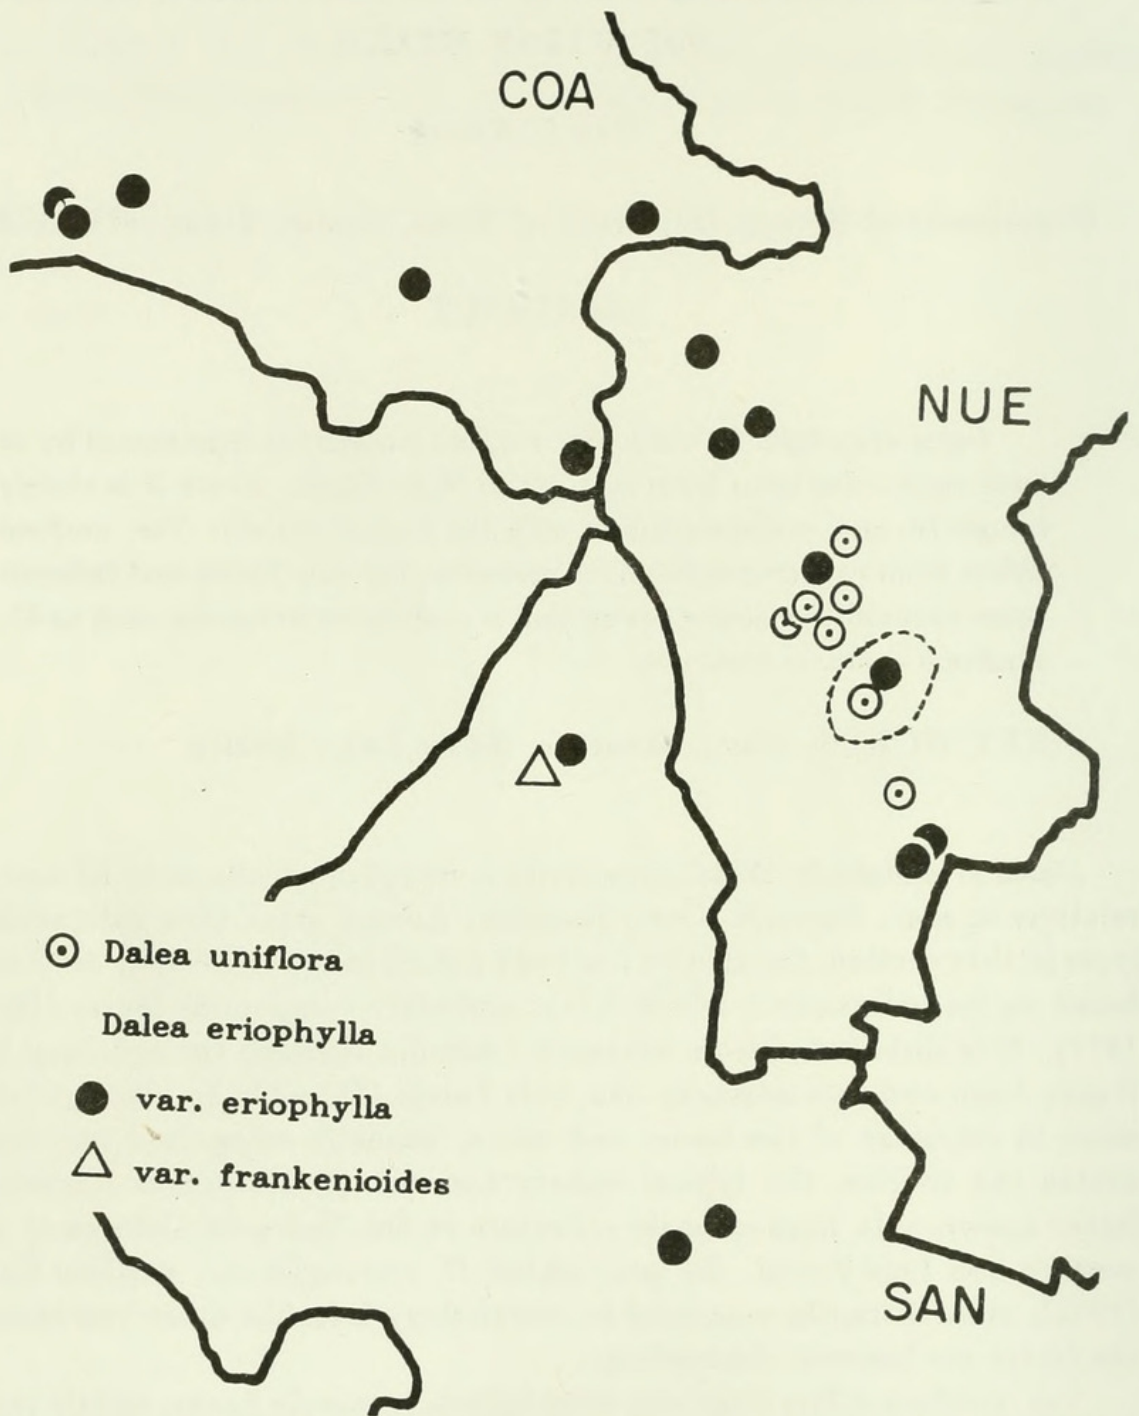 COA
NUE
Dalea uniflora
Dalea eriophylla
var. eriophylla
var. frankenioides
SAN